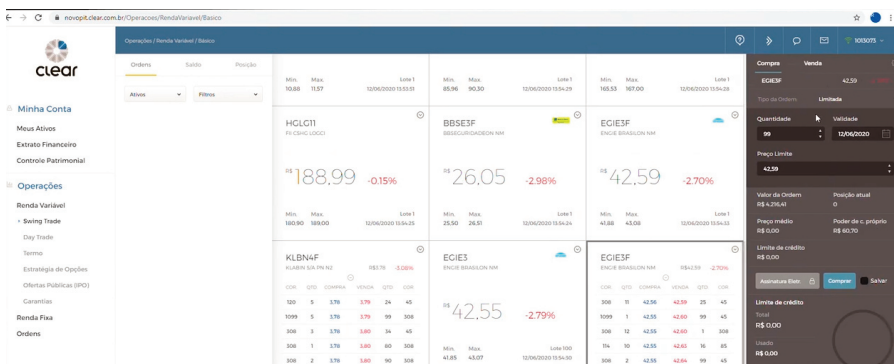 novopit.clear.com.br/Operacoes/RendaVariavel/Basico
clear
Operações / Renda Variável / Básico
1013075
Minha Conta
Meus Ativos
Extrato Financeiro
Controle Patrimonial
Operações
Renda Variável
Swing Trade
Day Trade
Termo
Estratégia de Opções
Ofertas Públicas (IPO)
Garantias
Renda Fixa
Ordens
Ordens Saldo Posição
Ativos Filtros
Min. Max. Lote 1
10,88 11,57 12/06/2020 13:53:51
Min. Max. Lote 1
85,96 90,30 12/06/2020 13:54:29
Min. Max. Lote 1
165,53 167,00 12/06/2020 13:54:28
HGLG11
FII CSHG LOGCI
R$ 188,99 -0.15%
Min. Max. Lote 1
180,90 189,00 12/06/2020 13:54:25
BBSE3F
BBSEGURIDADEON NM
R$ 26,05 -2.98%
Min. Max. Lote 1
25,50 26,51 12/06/2020 13:54:24
EGIE3F
ENGIE BRASILON NM
R$ 42,59 -2.70%
Min. Max. Lote 1
41,88 43,08 12/06/2020 13:54:33
KLBN4F
KLABIN S/A PN N2 R$3,78 -3.08%
COR. QTD COMPRA VENDA QTD COR.
120 5 3,78 3,79 24 45
1099 5 3,78 3,79 99 308
308 3 3,78 3,80 34 45
308 1 3,78 3,80 80 308
308 2 3,78 3,80 90 308
EGIE3
ENGIE BRASILON NM
R$ 42,55 -2.79%
Min. Max. Lote 100
41,85 43,07 12/06/2020 13:54:30
EGIE3F
ENGIE BRASILON NM R$42,59 -2.70%
COR. QTD COMPRA VENDA QTD COR.
308 11 42,56 42,59 25 45
1099 1 42,55 42,60 99 45
308 12 42,55 42,60 1 308
114 10 42,55 42,63 16 85
308 2 42,55 42,64 99 45
Compra Venda
EGIE3F 42,59
Tipo da Ordem Limitada
Quantidade Validade
99 12/06/2020
Preço Limite
42,59
Valor da Ordem Posição atual
R$ 4.216,41 0
Preço médio Poder de c. próprio
R$ 0,00 R$ 60,70
Limite de crédito
R$ 0,00
Assinatura Eletr. Comprar Salvar
Limite de crédito
Total
R$ 0,00
Usado
R$ 0,00